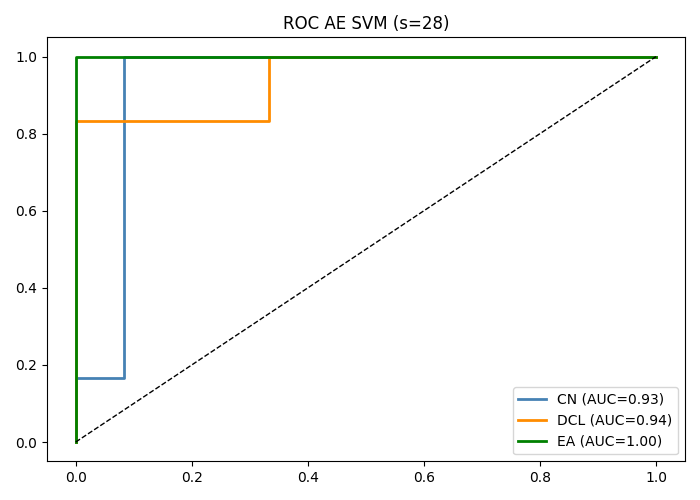 ROC AE SVM (s=28)
1.0
0.8
0.6
0.4
0.2
0.0
0.0 0.2 0.4 0.6 0.8 1.0
CN (AUC=0.93)
DCL (AUC=0.94)
EA (AUC=1.00)